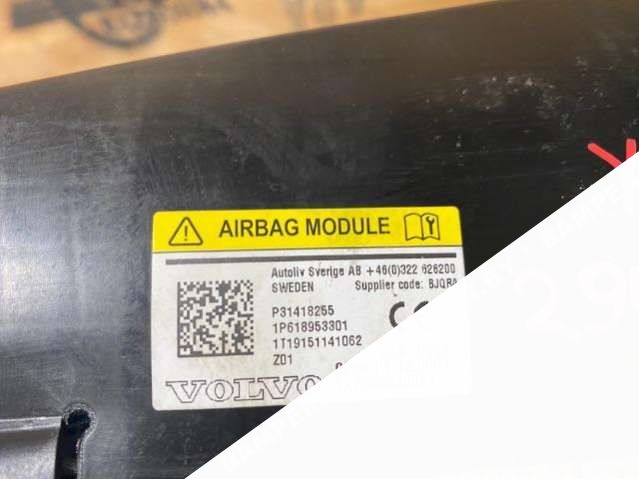 AIRBAG MODULE
Autoliv Sverige AB +46(0)322 626200
SWEDEN Supplier code:
P31418255
1P618953301
1T19151141062
Z01
VOLVO